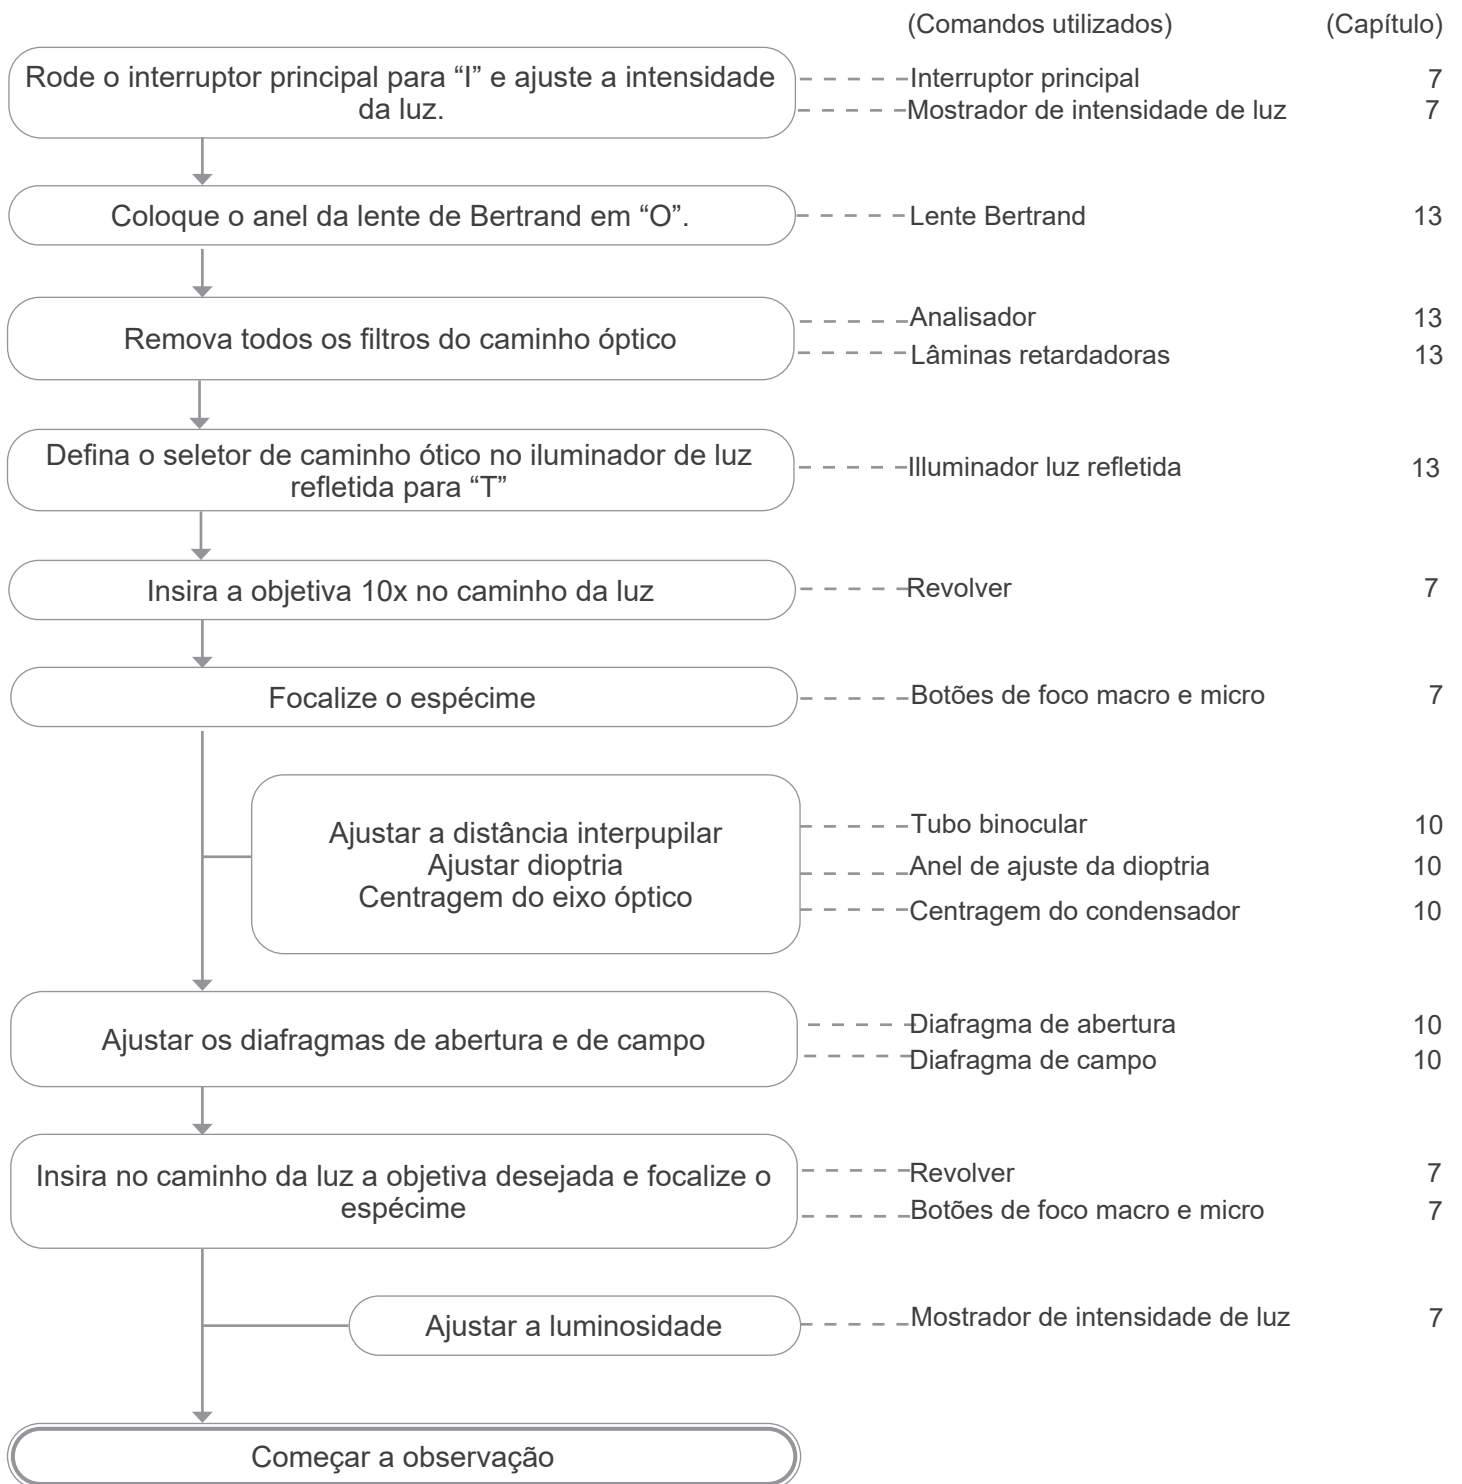 (Comandos utilizados) (Capítulo)
Rode o interruptor principal para “I” e ajuste a intensidade
da luz.
Interruptor principal 7
Mostrador de intensidade de luz 7
Coloque o anel da lente de Bertrand em “O”.
Lente Bertrand 13
Remova todos os filtros do caminho óptico
Analisador 13
Lâminas retardadoras 13
Defina o seletor de caminho ótico no iluminador de luz
refletida para “T”
Illuminador luz refletida 13
Insira a objetiva 10x no caminho da luz
Revolver 7
Focalize o espécime
Botões de foco macro e micro 7
Ajustar a distância interpupilar
Ajustar dioptria
Centragem do eixo óptico
Tubo binocular 10
Anel de ajuste da dioptria 10
Centragem do condensador 10
Ajustar os diafragmas de abertura e de campo
Diafragma de abertura 10
Diafragma de campo 10
Insira no caminho da luz a objetiva desejada e focalize o
espécime
Revolver 7
Botões de foco macro e micro 7
Ajustar a luminosidade
Mostrador de intensidade de luz 7
Começar a observação